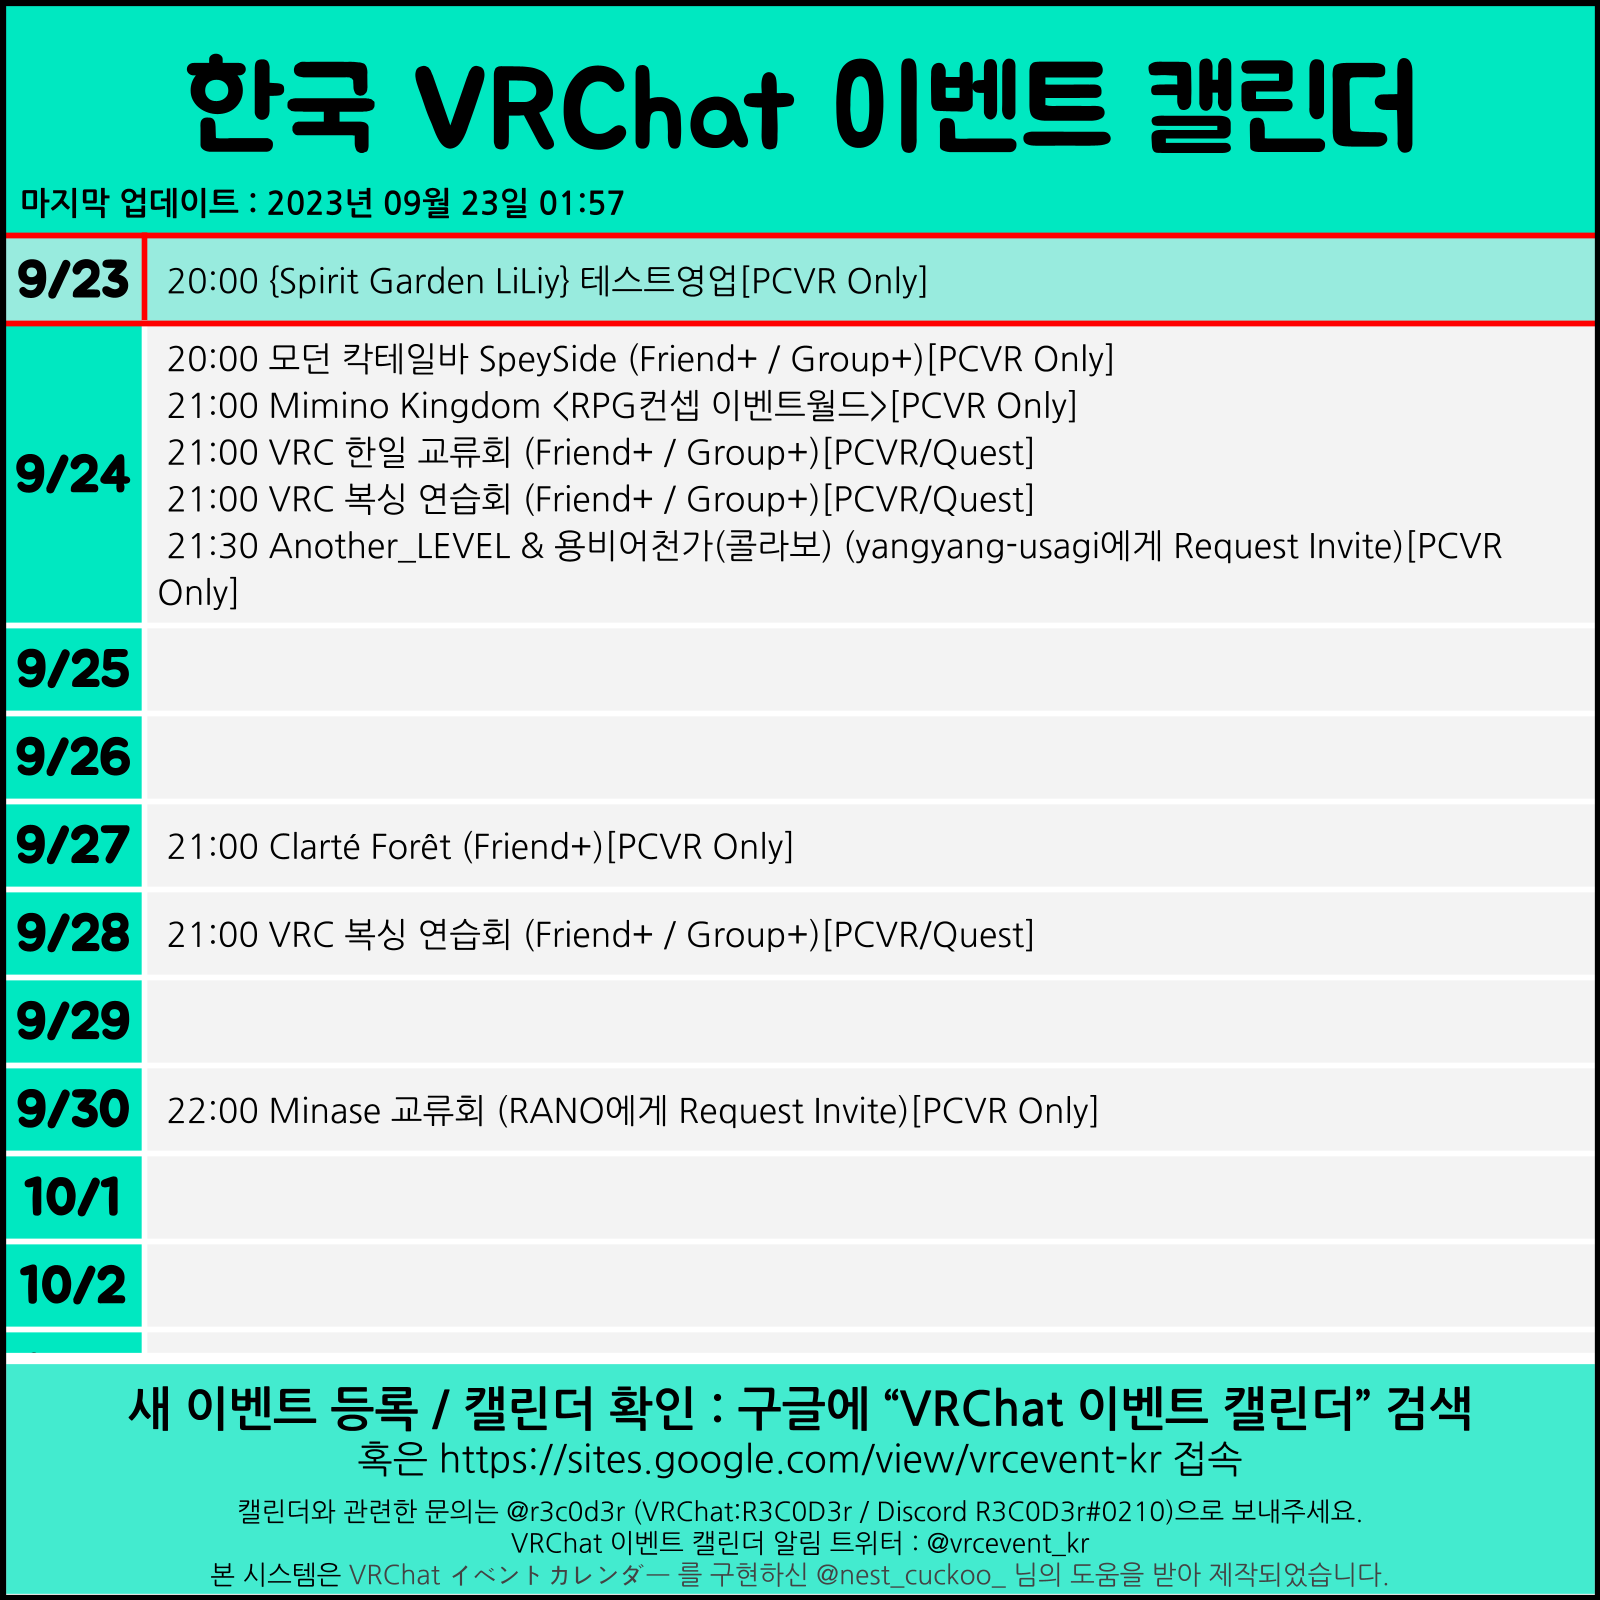 한국 VRChat 이벤트 캘린더
마지막 업데이트 : 2023년 09월 23일 01:57
9/23
20:00 {Spirit Garden LiLiy} 테스트영업[PCVR Only]
9/24
20:00 모던 칵테일바 SpeySide (Friend+ / Group+)[PCVR Only]
21:00 Mimino Kingdom <RPG컨셉 이벤트월드>[PCVR Only]
21:00 VRC 한일 교류회 (Friend+ / Group+)[PCVR/Quest]
21:00 VRC 복싱 연습회 (Friend+ / Group+)[PCVR/Quest]
21:30 Another_LEVEL & 용비어천가(콜라보) (yangyang-usagi에게 Request Invite)[PCVR
Only]
9/25
9/26
9/27
21:00 Clarté Forêt (Friend+)[PCVR Only]
9/28
21:00 VRC 복싱 연습회 (Friend+ / Group+)[PCVR/Quest]
9/29
9/30
22:00 Minase 교류회 (RANO에게 Request Invite)[PCVR Only]
10/1
10/2
새 이벤트 등록 / 캘린더 확인 : 구글에 “VRChat 이벤트 캘린더” 검색
혹은 https://sites.google.com/view/vrcevent-kr 접속
캘린더와 관련한 문의는 @r3c0d3r (VRChat:R3C0D3r / Discord R3C0D3r#0210)으로 보내주세요.
VRChat 이벤트 캘린더 알림 트위터 : @vrcevent_kr
본 시스템은 VRChat イベントカレンダー 를 구현하신 @nest_cuckoo_ 님의 도움을 받아 제작되었습니다.